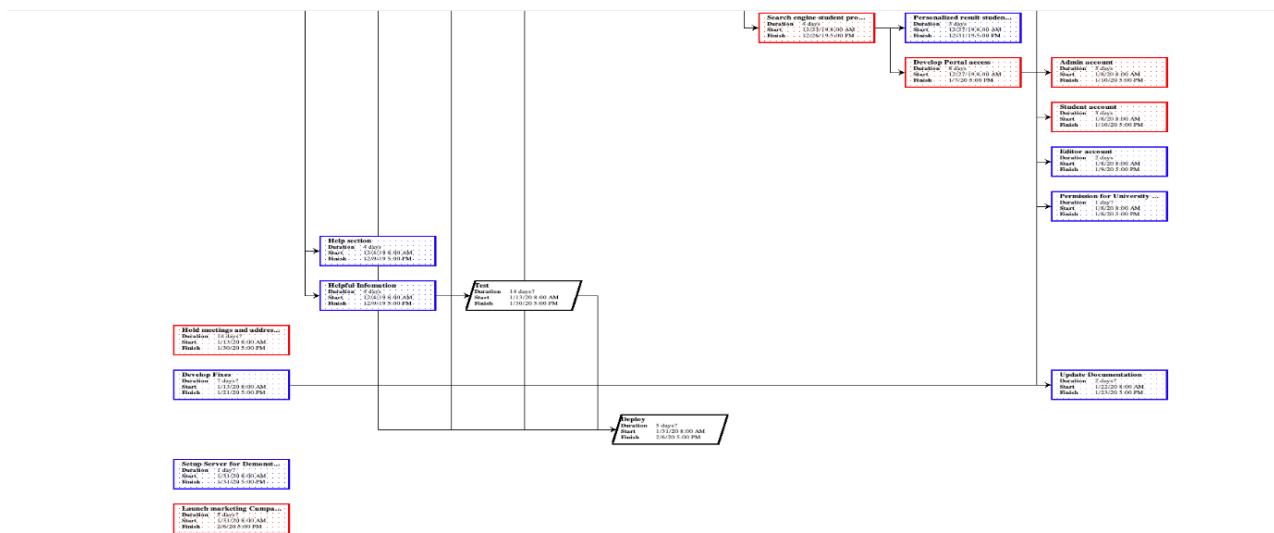 Search engine student pro...
Duration 4 days
Start 12/23/19 8:00 AM
Finish 12/26/19 5:00 PM
Personalized result studen...
Duration 3 days
Start 12/27/19 8:00 AM
Finish 12/31/19 5:00 PM
Develop Portal access
Duration 8 days
Start 12/27/19 8:00 AM
Finish 1/7/20 5:00 PM
Admin account
Duration 3 days
Start 1/8/20 8:00 AM
Finish 1/10/20 5:00 PM
Student account
Duration 3 days
Start 1/8/20 8:00 AM
Finish 1/10/20 5:00 PM
Editor account
Duration 2 days
Start 1/8/20 8:00 AM
Finish 1/9/20 5:00 PM
Permission for University ...
Duration 1 day?
Start 1/8/20 8:00 AM
Finish 1/8/20 5:00 PM
Help section
Duration 4 days
Start 12/4/19 8:00 AM
Finish 12/9/19 5:00 PM
Helpful Information
Duration 4 days
Start 12/4/19 8:00 AM
Finish 12/9/19 5:00 PM
Test
Duration 14 days?
Start 1/13/20 8:00 AM
Finish 1/30/20 5:00 PM
Hold meetings and addres...
Duration 14 days?
Start 1/13/20 8:00 AM
Finish 1/30/20 5:00 PM
Develop Fixes
Duration 7 days?
Start 1/13/20 8:00 AM
Finish 1/21/20 5:00 PM
Update Documentation
Duration 2 days?
Start 1/22/20 8:00 AM
Finish 1/23/20 5:00 PM
Deploy
Duration 5 days?
Start 1/31/20 8:00 AM
Finish 2/6/20 5:00 PM
Setup Server for Demonst...
Duration 1 day?
Start 1/31/20 8:00 AM
Finish 1/31/20 5:00 PM
Launch marketing Campa...
Duration 5 days?
Start 1/31/20 8:00 AM
Finish 2/6/20 5:00 PM